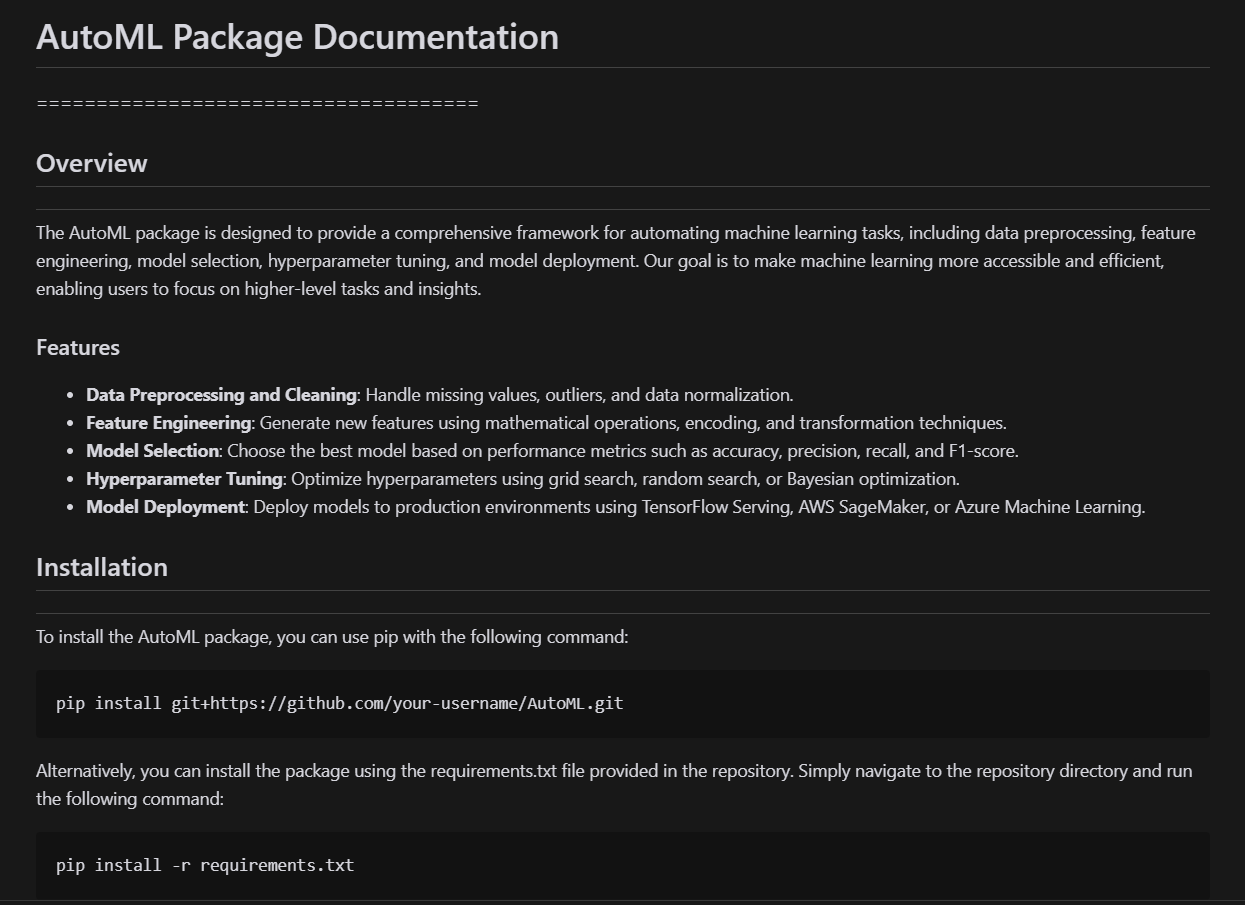 AutoML Package Documentation
=====================================
Overview
The AutoML package is designed to provide a comprehensive framework for automating machine learning tasks, including data preprocessing, feature
engineering, model selection, hyperparameter tuning, and model deployment. Our goal is to make machine learning more accessible and efficient,
enabling users to focus on higher-level tasks and insights.
Features
• Data Preprocessing and Cleaning: Handle missing values, outliers, and data normalization.
• Feature Engineering: Generate new features using mathematical operations, encoding, and transformation techniques.
• Model Selection: Choose the best model based on performance metrics such as accuracy, precision, recall, and F1-score.
• Hyperparameter Tuning: Optimize hyperparameters using grid search, random search, or Bayesian optimization.
• Model Deployment: Deploy models to production environments using TensorFlow Serving, AWS SageMaker, or Azure Machine Learning.
Installation
To install the AutoML package, you can use pip with the following command:
pip install git+https://github.com/your-username/AutoML.git
Alternatively, you can install the package using the requirements.txt file provided in the repository. Simply navigate to the repository directory and run
the following command:
pip install -r requirements.txt